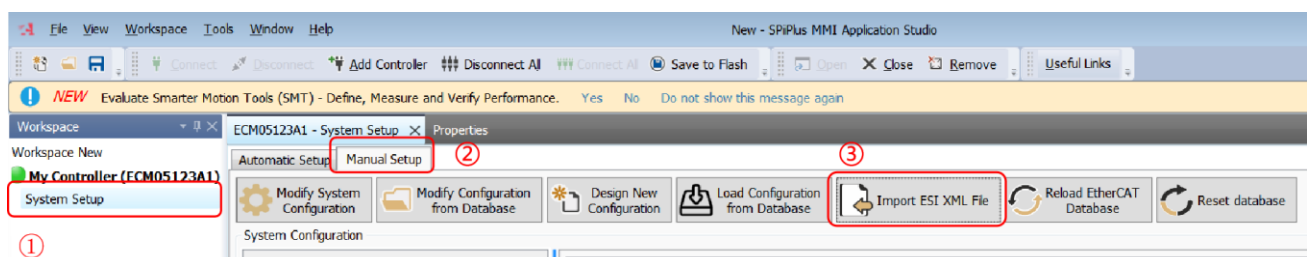 File View Workspace Tools Window Help New - SPiPlus MMI Application Studio
Connect Disconnect Add Controller Disconnect All Connect All Save to Flash Open Close Remove Useful Links
NEW Evaluate Smarter Motion Tools (SMT) - Define, Measure and Verify Performance. Yes No Do not show this message again
Workspace ECM05123A1 - System Setup Properties
Workspace New
Automatic Setup Manual Setup ② ③
My Controller (ECM05123A1)
System Setup
①
Modify System
Configuration
Modify Configuration
from Database
Design New
Configuration
Load Configuration
from Database
Import ESI XML File
Reload EtherCAT
Database
Reset database
System Configuration